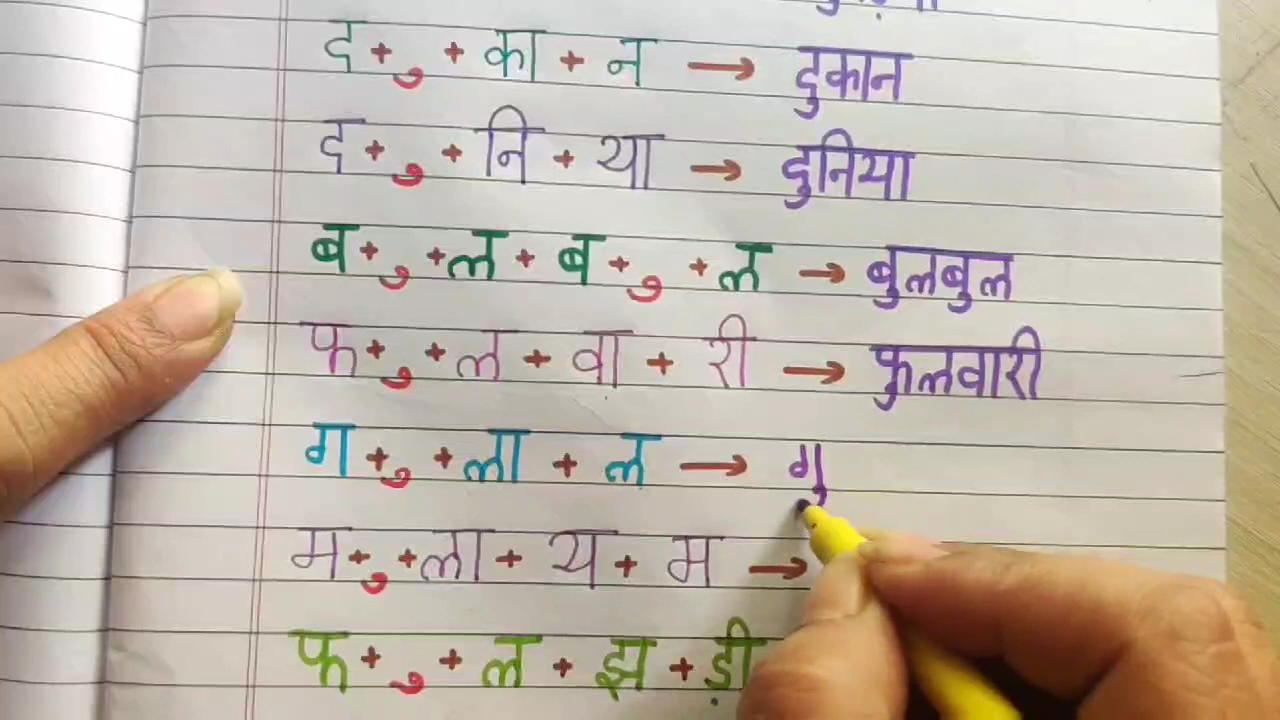 द + ु + का + न → दुकान
द + ु + नि + या → दुनिया
ब + ु + ल + ब + ु + ल → बुलबुल
फ + ु + ल + वा + री → फुलवारी
ग + ु + ला + ल → गु
म + ु + ला + य + म →
फ + ु + ल + झ + ड़ी